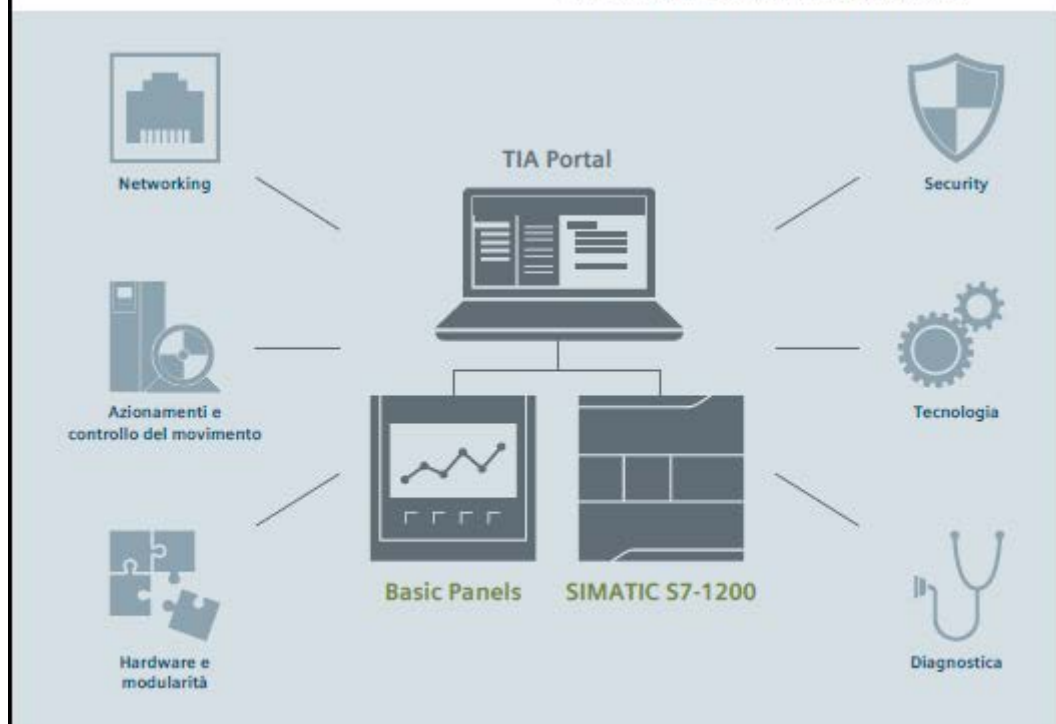 Networking
TIA Portal
Security
Azionamenti e
controllo del movimento
Tecnologia
Basic Panels
SIMATIC S7-1200
Hardware e
modularità
Diagnostica